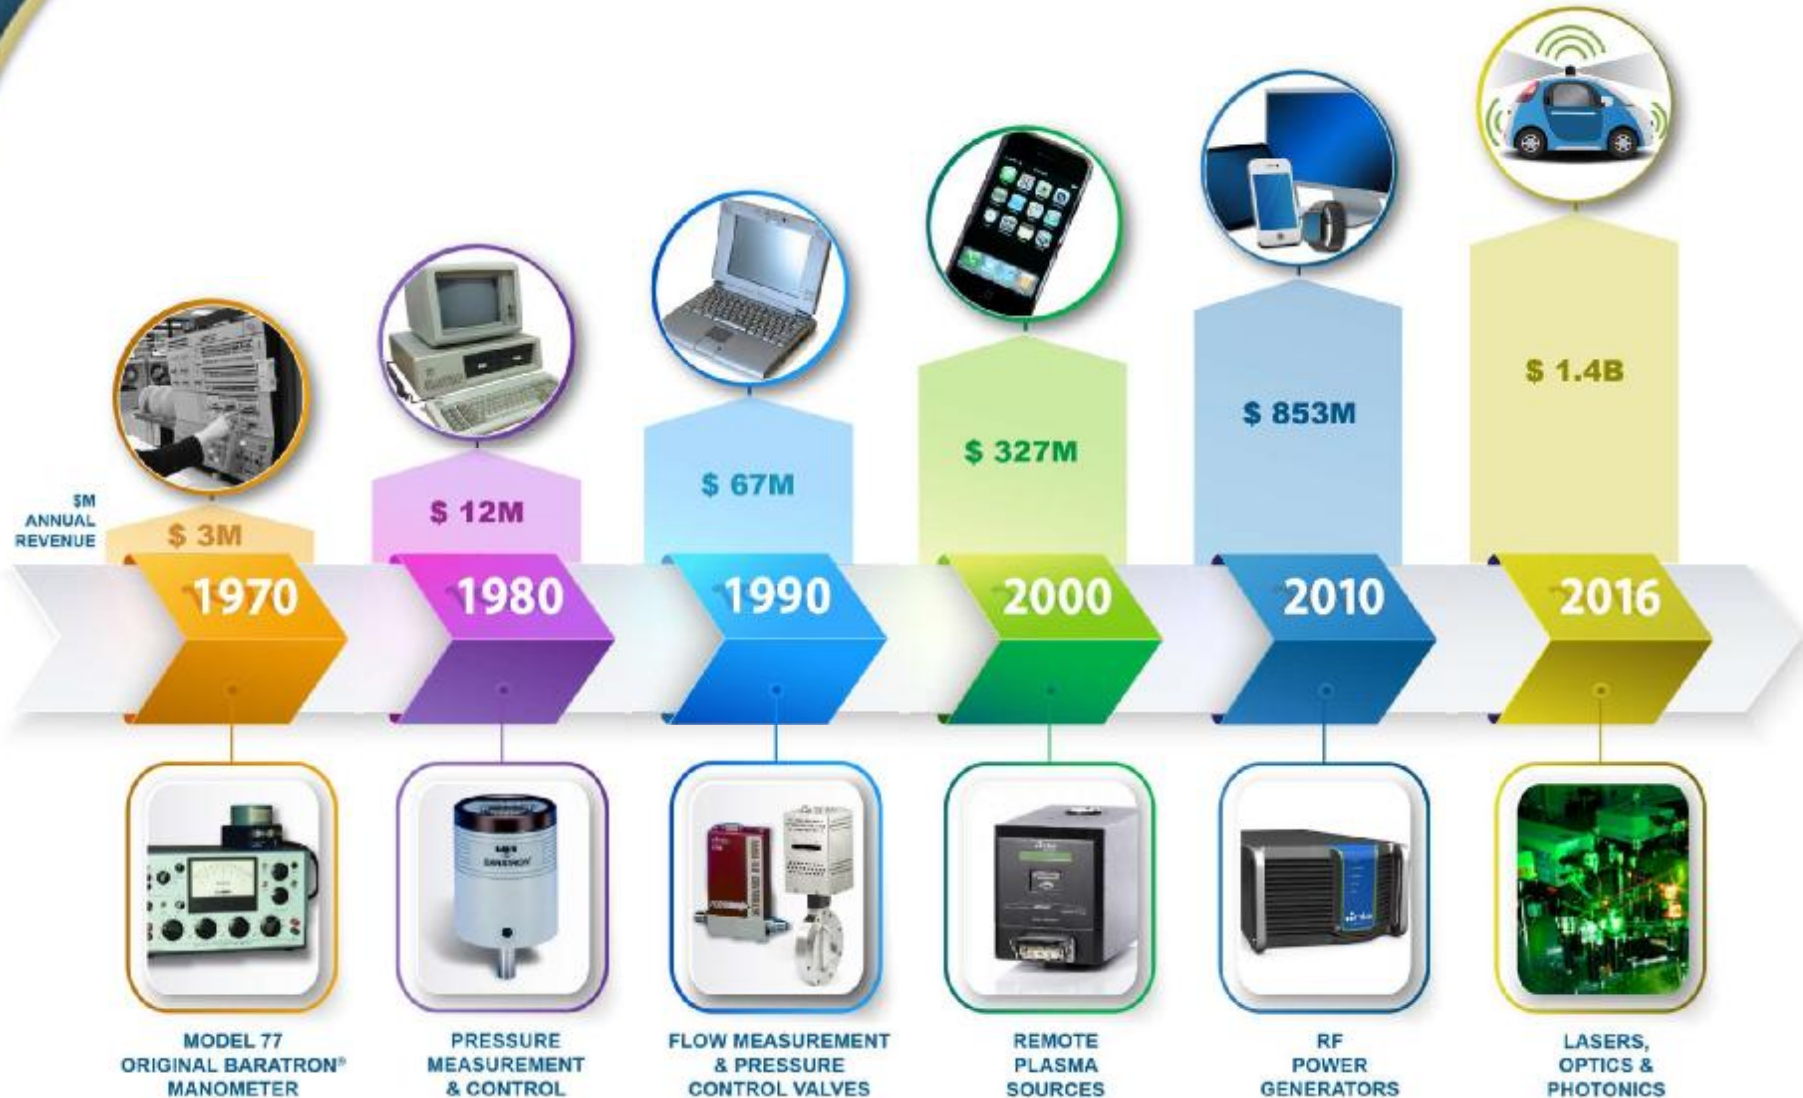 $M
ANNUAL
REVENUE
$ 3M
$ 12M
$ 67M
$ 327M
$ 853M
$ 1.4B
1970
1980
1990
2000
2010
2016
MODEL 77
ORIGINAL BARATRON®
MANOMETER
PRESSURE
MEASUREMENT
& CONTROL
FLOW MEASUREMENT
& PRESSURE
CONTROL VALVES
REMOTE
PLASMA
SOURCES
RF
POWER
GENERATORS
LASERS,
OPTICS &
PHOTONICS